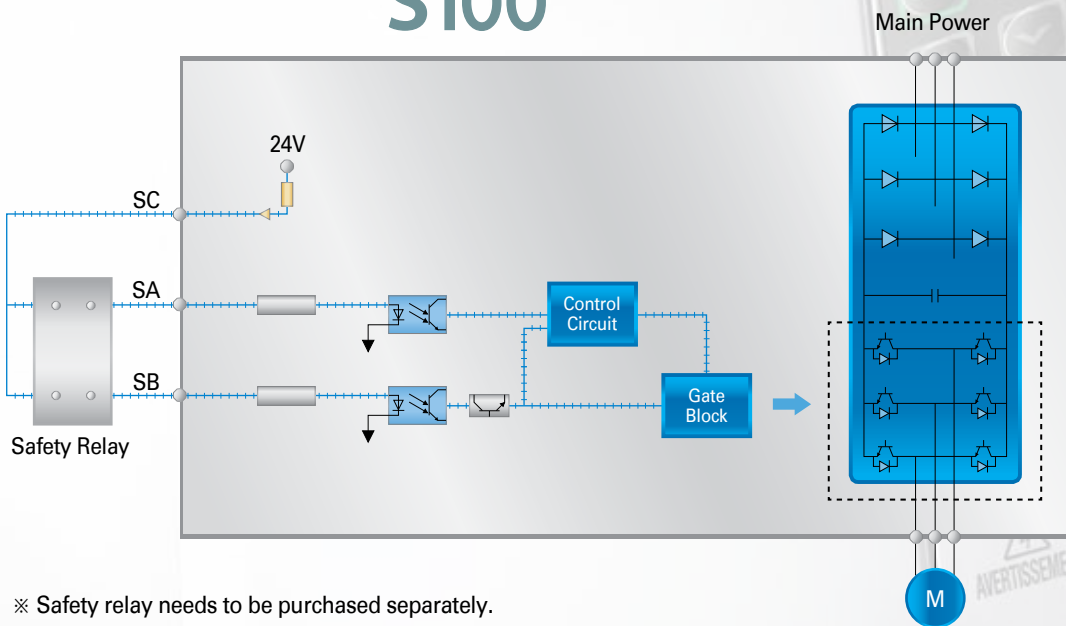 S100
Main Power
24V
SC
SA
SB
Control
Circuit
Gate
Block
Safety Relay
M
AVERTISSEME
※ Safety relay needs to be purchased separately.